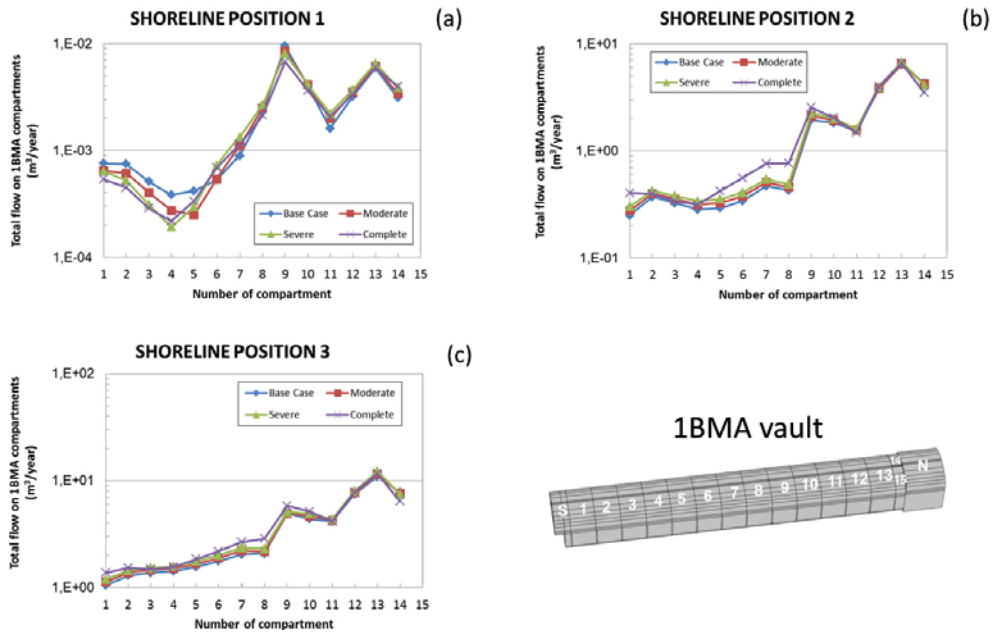 SHORELINE POSITION 1
(a)
Total flow on 1BMA compartments
(m³/year)
1,E-02
1,E-03
1,E-04
Base Case
Moderate
Severe
Complete
1 2 3 4 5 6 7 8 9 10 11 12 13 14 15
Number of compartment
SHORELINE POSITION 2
(b)
Total flow on 1BMA compartments
(m³/year)
1,E+01
1,E+00
1,E-01
Base Case
Moderate
Severe
Complete
1 2 3 4 5 6 7 8 9 10 11 12 13 14 15
Number of compartment
SHORELINE POSITION 3
(c)
Total flow on 1BMA compartments
(m³/year)
1,E+02
1,E+01
1,E+00
Base Case
Moderate
Severe
Complete
1 2 3 4 5 6 7 8 9 10 11 12 13 14 15
Number of compartment
1BMA vault
S 1 2 3 4 5 6 7 8 9 10 11 12 13 14 15 N